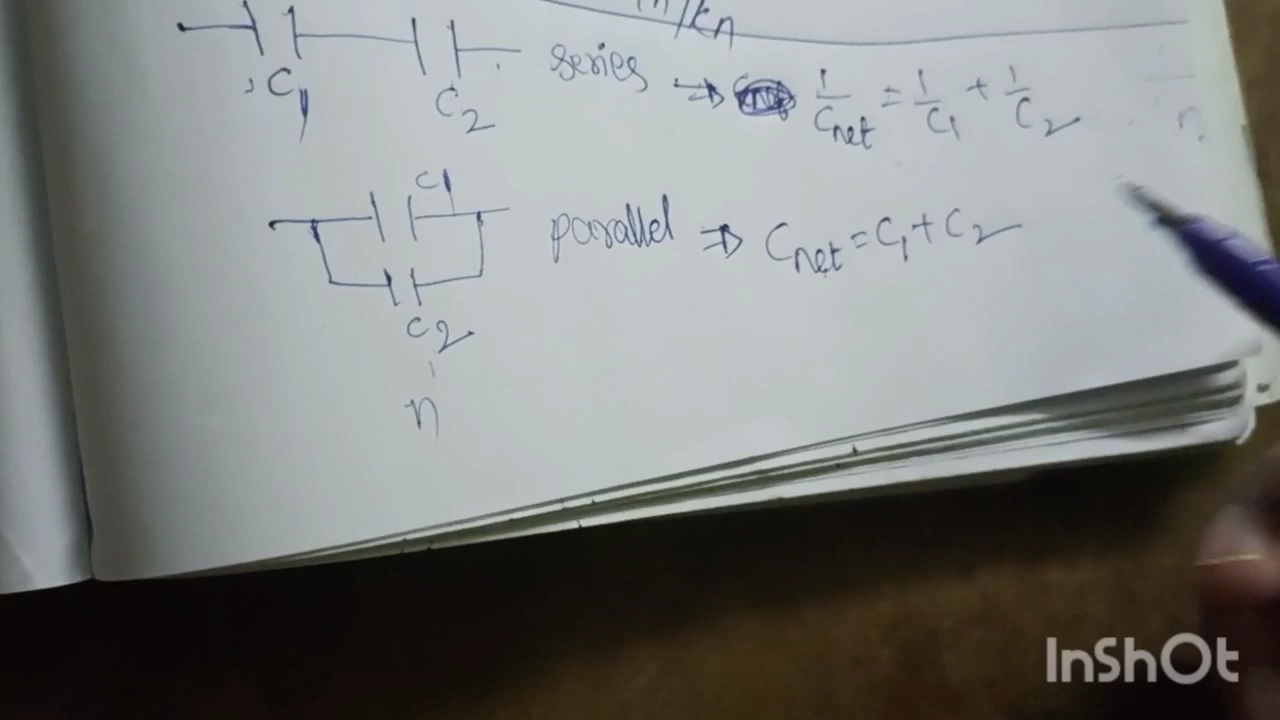 C1 C2 series ⇒ 1/Cnet = 1/C1 + 1/C2
C1
parallel ⇒ Cnet = C1 + C2
C2
n
InShOt